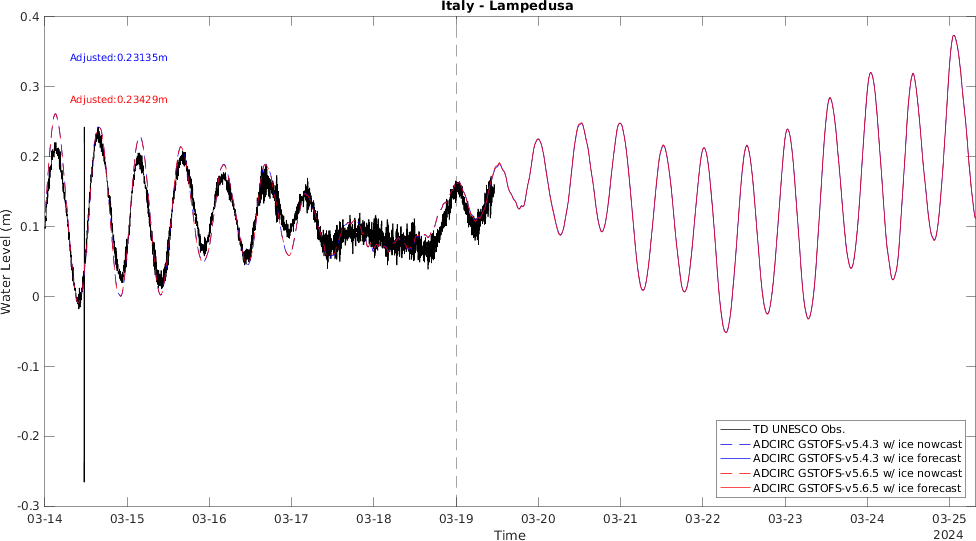 Italy - Lampedusa
Adjusted:0.23135m
Adjusted:0.23429m
Water Level (m)
0.4
0.3
0.2
0.1
0
-0.1
-0.2
-0.3
TD UNESCO Obs.
ADCIRC GSTOFS-v5.4.3 w/ ice nowcast
ADCIRC GSTOFS-v5.4.3 w/ ice forecast
ADCIRC GSTOFS-v5.6.5 w/ ice nowcast
ADCIRC GSTOFS-v5.6.5 w/ ice forecast
03-14 03-15 03-16 03-17 03-18 03-19 03-20 03-21 03-22 03-23 03-24 03-25
2024
Time